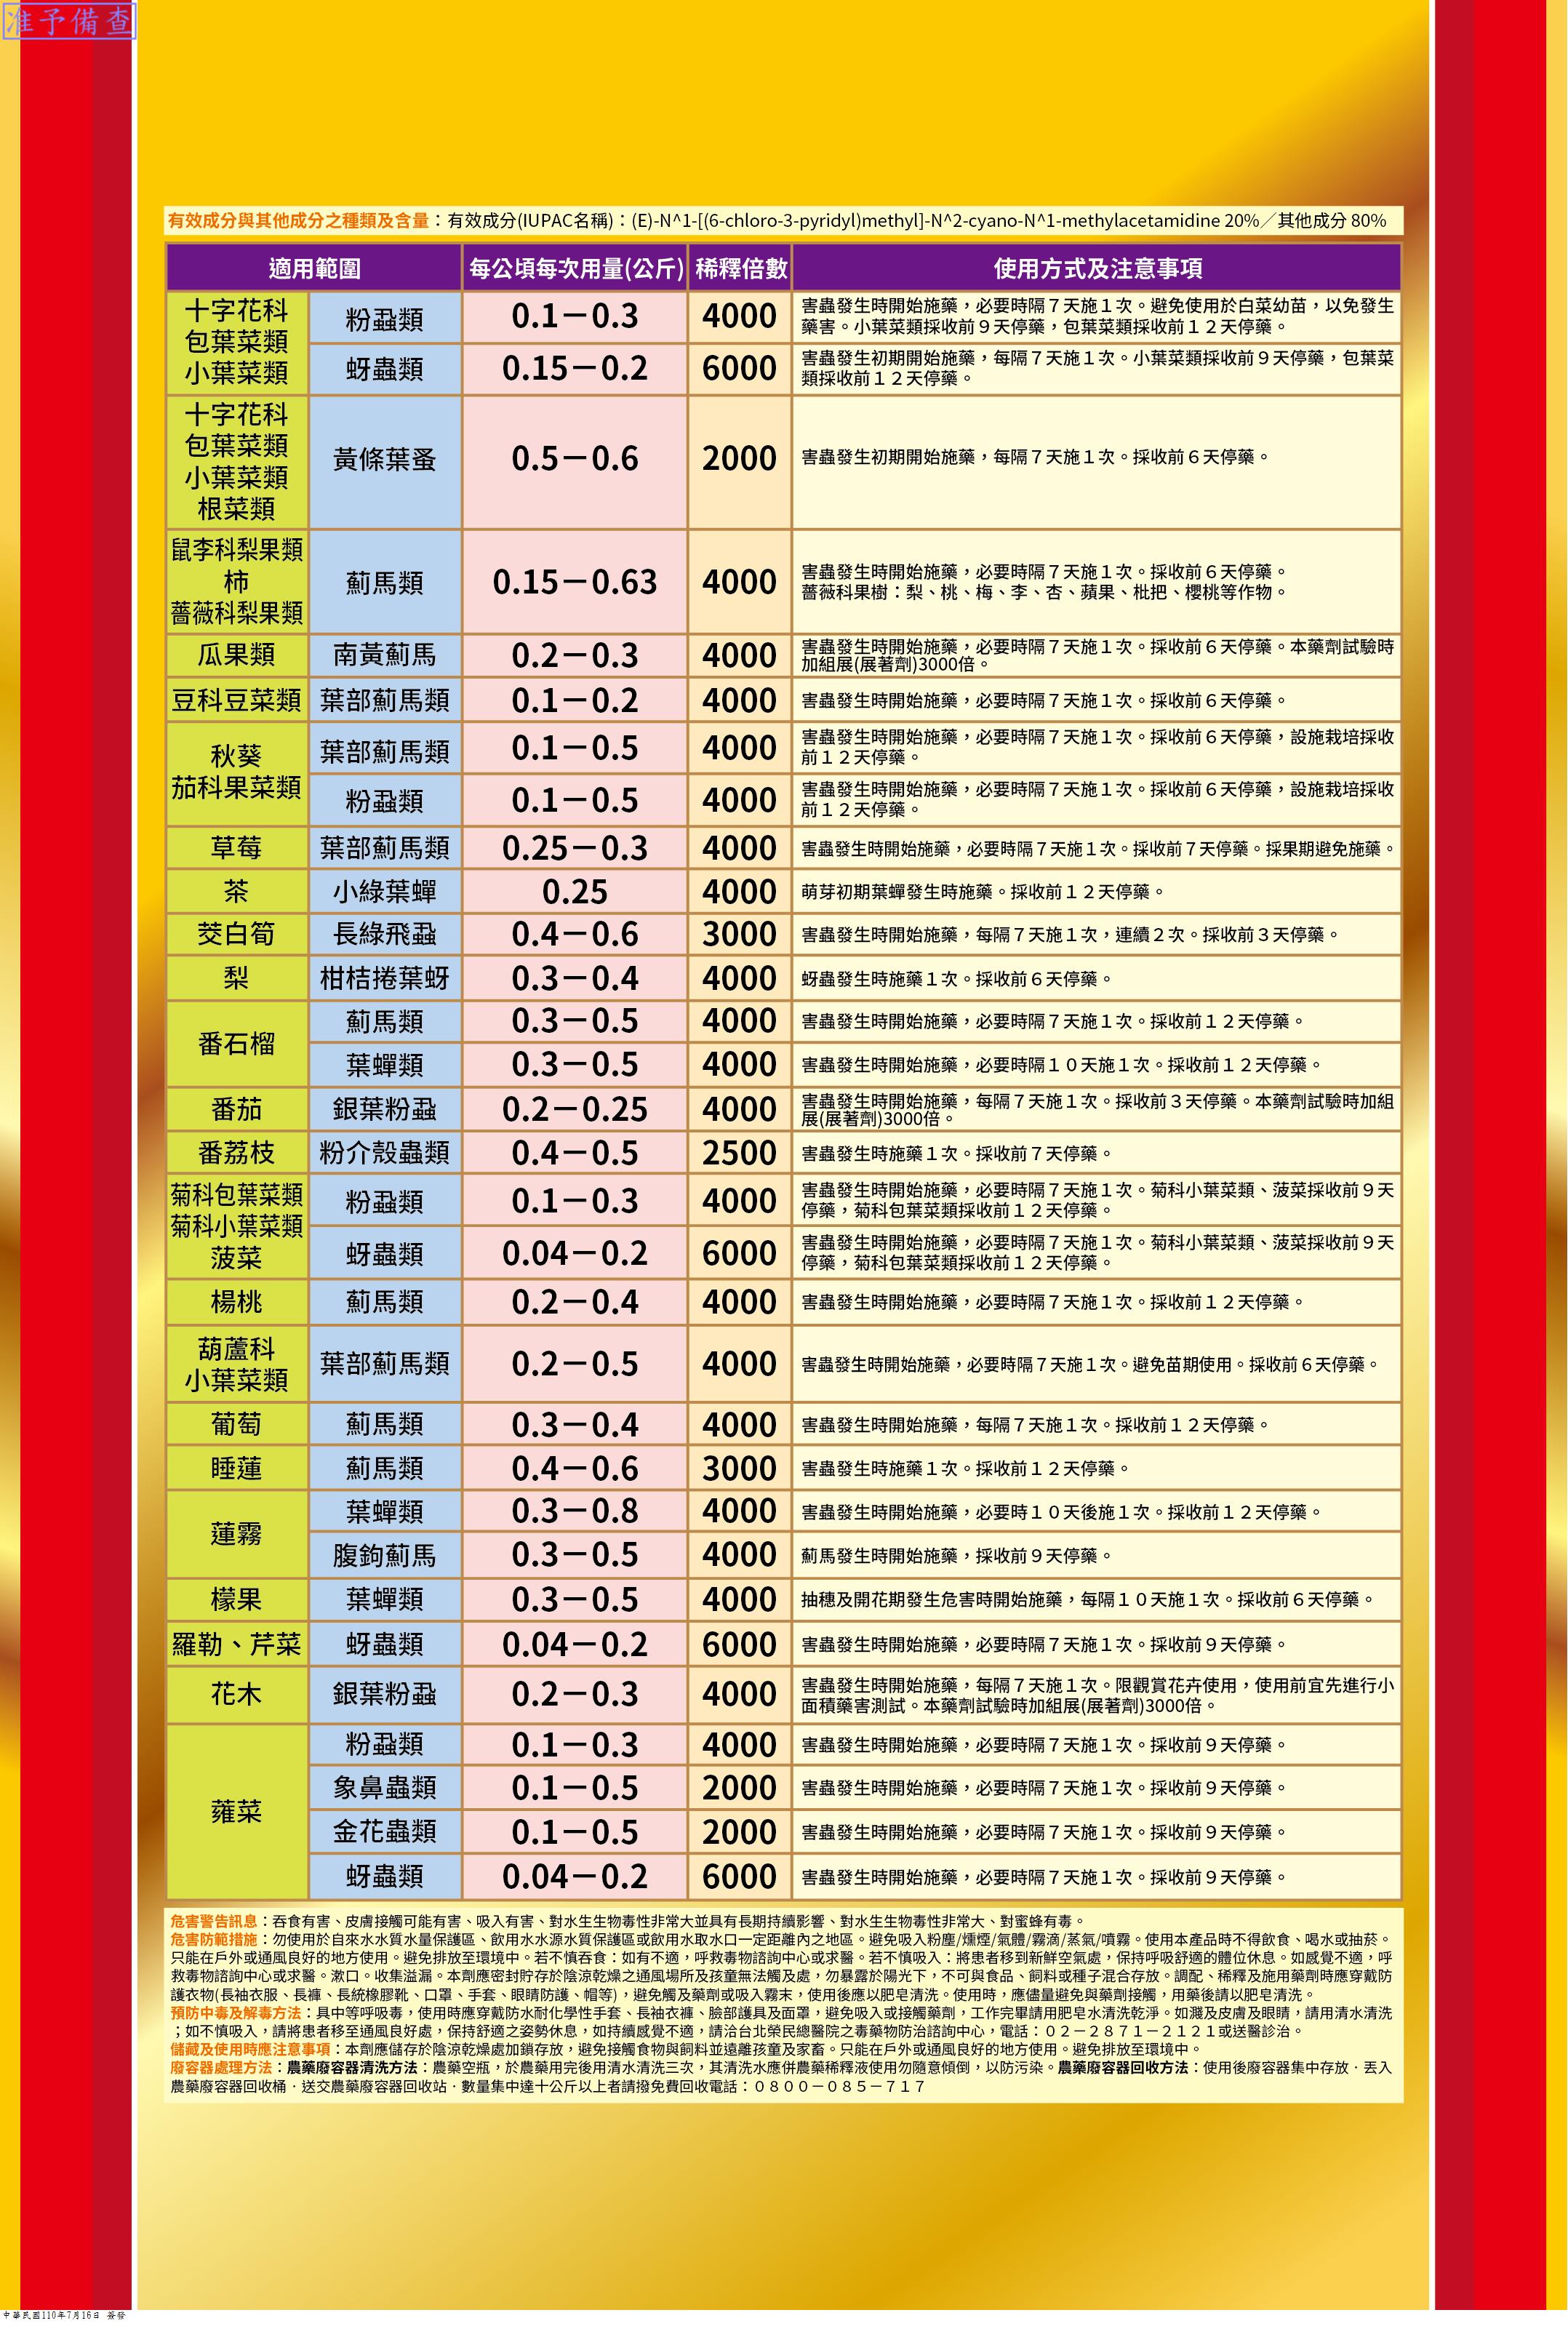 准予備查
有效成分與其他成分之種類及含量：有效成分(IUPAC名稱)：(E)-N^1-[(6-chloro-3-pyridyl)methyl]-N^2-cyano-N^1-methylacetamidine 20%／其他成分 80%
適用範圍 每公頃每次用量(公斤) 稀釋倍數 使用方式及注意事項
十字花科
包葉菜類
小葉菜類
粉蝨類 0.1－0.3 4000 害蟲發生時開始施藥，必要時隔７天施１次。避免使用於白菜幼苗，以免發生
藥害。小葉菜類採收前９天停藥，包葉菜類採收前１２天停藥。
蚜蟲類 0.15－0.2 6000 害蟲發生初期開始施藥，每隔７天施１次。小葉菜類採收前９天停藥，包葉菜
類採收前１２天停藥。
十字花科
包葉菜類
小葉菜類
根菜類
黃條葉蚤 0.5－0.6 2000 害蟲發生初期開始施藥，每隔７天施１次。採收前６天停藥。
鼠李科梨果類
柿
薔薇科梨果類
薊馬類 0.15－0.63 4000 害蟲發生時開始施藥，必要時隔７天施１次。採收前６天停藥。
薔薇科果樹：梨、桃、梅、李、杏、蘋果、枇把、櫻桃等作物。
瓜果類 南黃薊馬 0.2－0.3 4000 害蟲發生時開始施藥，必要時隔７天施１次。採收前６天停藥。本藥劑試驗時
加組展(展著劑)3000倍。
豆科豆菜類 葉部薊馬類 0.1－0.2 4000 害蟲發生時開始施藥，必要時隔７天施１次。採收前６天停藥。
秋葵
茄科果菜類
葉部薊馬類 0.1－0.5 4000 害蟲發生時開始施藥，必要時隔７天施１次。採收前６天停藥，設施栽培採收
前１２天停藥。
粉蝨類 0.1－0.5 4000 害蟲發生時開始施藥，必要時隔７天施１次。採收前６天停藥，設施栽培採收
前１２天停藥。
草莓 葉部薊馬類 0.25－0.3 4000 害蟲發生時開始施藥，必要時隔７天施１次。採收前７天停藥。採果期避免施藥。
茶 小綠葉蟬 0.25 4000 萌芽初期葉蟬發生時施藥。採收前１２天停藥。
茭白筍 長綠飛蝨 0.4－0.6 3000 害蟲發生時開始施藥，每隔７天施１次，連續２次。採收前３天停藥。
梨 柑桔捲葉蚜 0.3－0.4 4000 蚜蟲發生時施藥１次。採收前６天停藥。
番石榴
薊馬類 0.3－0.5 4000 害蟲發生時開始施藥，必要時隔７天施１次。採收前１２天停藥。
葉蟬類 0.3－0.5 4000 害蟲發生時開始施藥，必要時隔１０天施１次。採收前１２天停藥。
番茄 銀葉粉蝨 0.2－0.25 4000 害蟲發生時開始施藥，每隔７天施１次。採收前３天停藥。本藥劑試驗時加組
展(展著劑)3000倍。
番荔枝 粉介殼蟲類 0.4－0.5 2500 害蟲發生時施藥１次。採收前７天停藥。
菊科包葉菜類
菊科小葉菜類
菠菜
粉蝨類 0.1－0.3 4000 害蟲發生時開始施藥，必要時隔７天施１次。菊科小葉菜類、菠菜採收前９天
停藥，菊科包葉菜類採收前１２天停藥。
蚜蟲類 0.04－0.2 6000 害蟲發生時開始施藥，必要時隔７天施１次。菊科小葉菜類、菠菜採收前９天
停藥，菊科包葉菜類採收前１２天停藥。
楊桃 薊馬類 0.2－0.4 4000 害蟲發生時開始施藥，必要時隔７天施１次。採收前１２天停藥。
葫蘆科
小葉菜類
葉部薊馬類 0.2－0.5 4000 害蟲發生時開始施藥，必要時隔７天施１次。避免苗期使用。採收前６天停藥。
葡萄 薊馬類 0.3－0.4 4000 害蟲發生時開始施藥，每隔７天施１次。採收前１２天停藥。
睡蓮 薊馬類 0.4－0.6 3000 害蟲發生時施藥１次。採收前１２天停藥。
蓮霧
葉蟬類 0.3－0.8 4000 害蟲發生時開始施藥，必要時１０天後施１次。採收前１２天停藥。
腹鉤薊馬 0.3－0.5 4000 薊馬發生時開始施藥，採收前９天停藥。
檬果 葉蟬類 0.3－0.5 4000 抽穗及開花期發生危害時開始施藥，每隔１０天施１次。採收前６天停藥。
羅勒、芹菜 蚜蟲類 0.04－0.2 6000 害蟲發生時開始施藥，必要時隔７天施１次。採收前９天停藥。
花木 銀葉粉蝨 0.2－0.3 4000 害蟲發生時開始施藥，每隔７天施１次。限觀賞花卉使用，使用前宜先進行小
面積藥害測試。本藥劑試驗時加組展(展著劑)3000倍。
蕹菜
粉蝨類 0.1－0.3 4000 害蟲發生時開始施藥，必要時隔７天施１次。採收前９天停藥。
象鼻蟲類 0.1－0.5 2000 害蟲發生時開始施藥，必要時隔７天施１次。採收前９天停藥。
金花蟲類 0.1－0.5 2000 害蟲發生時開始施藥，必要時隔７天施１次。採收前９天停藥。
蚜蟲類 0.04－0.2 6000 害蟲發生時開始施藥，必要時隔７天施１次。採收前９天停藥。
危害警告訊息：吞食有害、皮膚接觸可能有害、吸入有害、對水生生物毒性非常大並具有長期持續影響、對水生生物毒性非常大、對蜜蜂有毒。
危害防範措施：勿使用於自來水水質水量保護區、飲用水水源水質保護區或飲用水取水口一定距離內之地區。避免吸入粉塵/燻煙/氣體/霧滴/蒸氣/噴霧。使用本產品時不得飲食、喝水或抽菸。
只能在戶外或通風良好的地方使用。避免排放至環境中。若不慎吞食：如有不適，呼救毒物諮詢中心或求醫。若不慎吸入：將患者移到新鮮空氣處，保持呼吸舒適的體位休息。如感覺不適，呼
救毒物諮詢中心或求醫。漱口。收集溢漏。本劑應密封貯存於陰涼乾燥之通風場所及孩童無法觸及處，勿暴露於陽光下，不可與食品、飼料或種子混合存放。調配、稀釋及施用藥劑時應穿戴防
護衣物(長袖衣服、長褲、長統橡膠靴、口罩、手套、眼睛防護、帽等)，避免觸及藥劑或吸入霧末，使用後應以肥皂清洗。使用時，應儘量避免與藥劑接觸，用藥後請以肥皂清洗。
預防中毒及解毒方法：具中等呼吸毒，使用時應穿戴防水耐化學性手套、長袖衣褲、臉部護具及面罩，避免吸入或接觸藥劑，工作完畢請用肥皂水清洗乾淨。如濺及皮膚及眼睛，請用清水清洗
；如不慎吸入，請將患者移至通風良好處，保持舒適之姿勢休息，如持續感覺不適，請洽台北榮民總醫院之毒藥物防治諮詢中心，電話：０２－２８７１－２１２１或送醫診治。
儲藏及使用時應注意事項：本劑應儲存於陰涼乾燥處加鎖存放，避免接觸食物與飼料並遠離孩童及家畜。只能在戶外或通風良好的地方使用。避免排放至環境中。
廢容器處理方法：農藥廢容器清洗方法：農藥空瓶，於農藥用完後用清水清洗三次，其清洗水應併農藥稀釋液使用勿隨意傾倒，以防污染。農藥廢容器回收方法：使用後廢容器集中存放．丟入
農藥廢容器回收桶．送交農藥廢容器回收站．數量集中達十公斤以上者請撥免費回收電話：０８００－０８５－７１７
中華民國110年7月16日 簽發